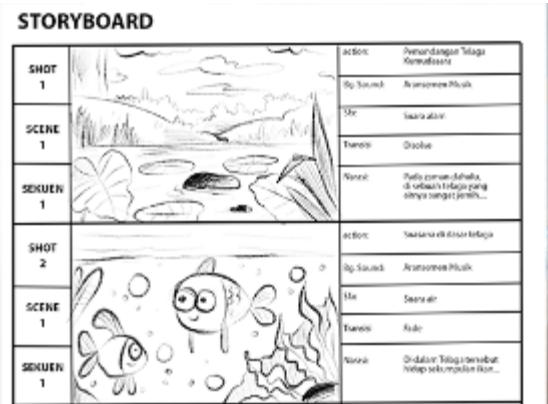 STORYBOARD
SHOT
1
SCENE
1
SEKUEN
1
action:
Pemandangan Telaga
Kumudasara
Bg. Sound:
Aransemen Musik
Sfx
Suara alam
Transisi
Disolve
Narasi:
Pada zaman dahulu,
di sebuah telaga yang
airnya sangat jernih....
SHOT
2
SCENE
1
SEKUEN
1
action:
Suasana di dasar telaga
Bg. Sound:
Aransemen Musik
Sfx
Suara air
Transisi
Fade
Narasi:
Di dalam Telaga tersebut
hidup sekumpulan ikan....